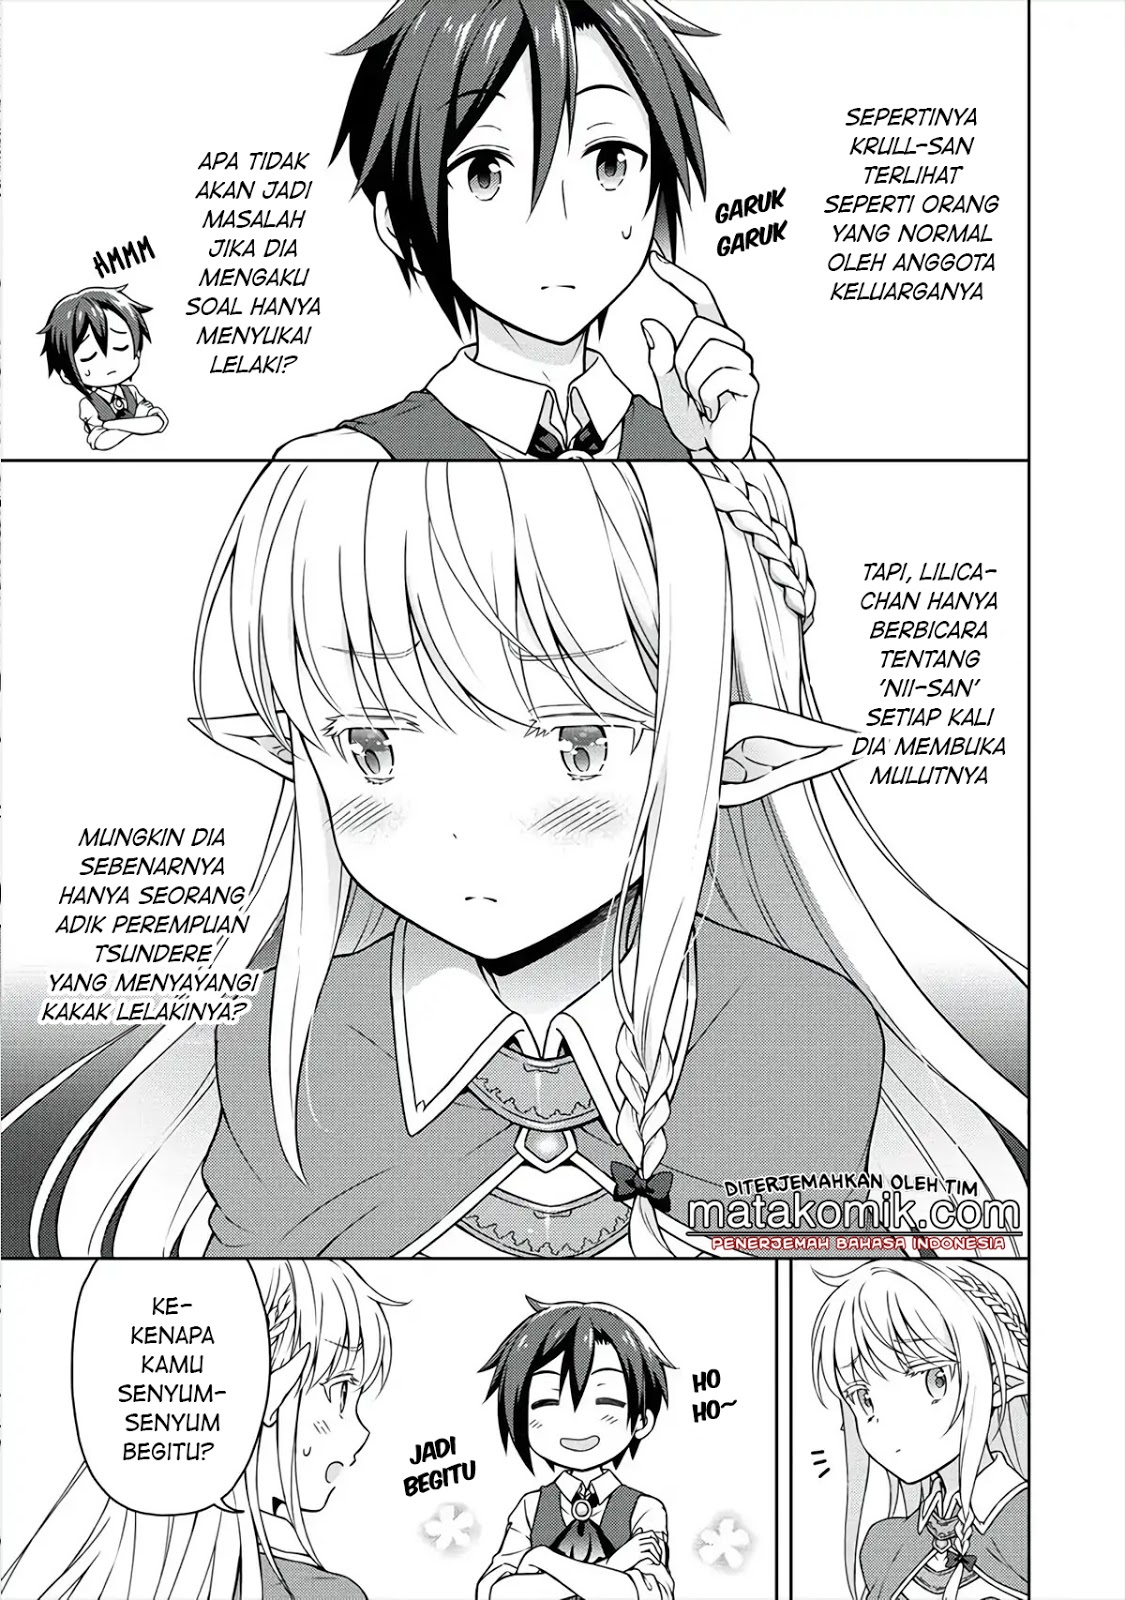 SEPERTINYA
KRULL-SAN
TERLIHAT
SEPERTI ORANG
YANG NORMAL
OLEH ANGGOTA
KELUARGANYA
GARUK
GARUK
APA TIDAK
AKAN JADI
MASALAH
JIKA DIA
MENGAKU
SOAL HANYA
MENYUKAI
LELAKI?
HMMM
TAPI, LILICA-
CHAN HANYA
BERBICARA
TENTANG
'NII-SAN'
SETIAP KALI
DIA MEMBUKA
MULUTNYA
MUNGKIN DIA
SEBENARNYA
HANYA SEORANG
ADIK PEREMPUAN
TSUNDERE
YANG MENYAYANGI
KAKAK LELAKINYA?
DITERJEMAHKAN OLEH TIM
matakomik.com
PENERJEMAH BAHASA INDONESIA
HO
HO~
JADI
BEGITU
KE-
KENAPA
KAMU
SENYUM-
SENYUM
BEGITU?